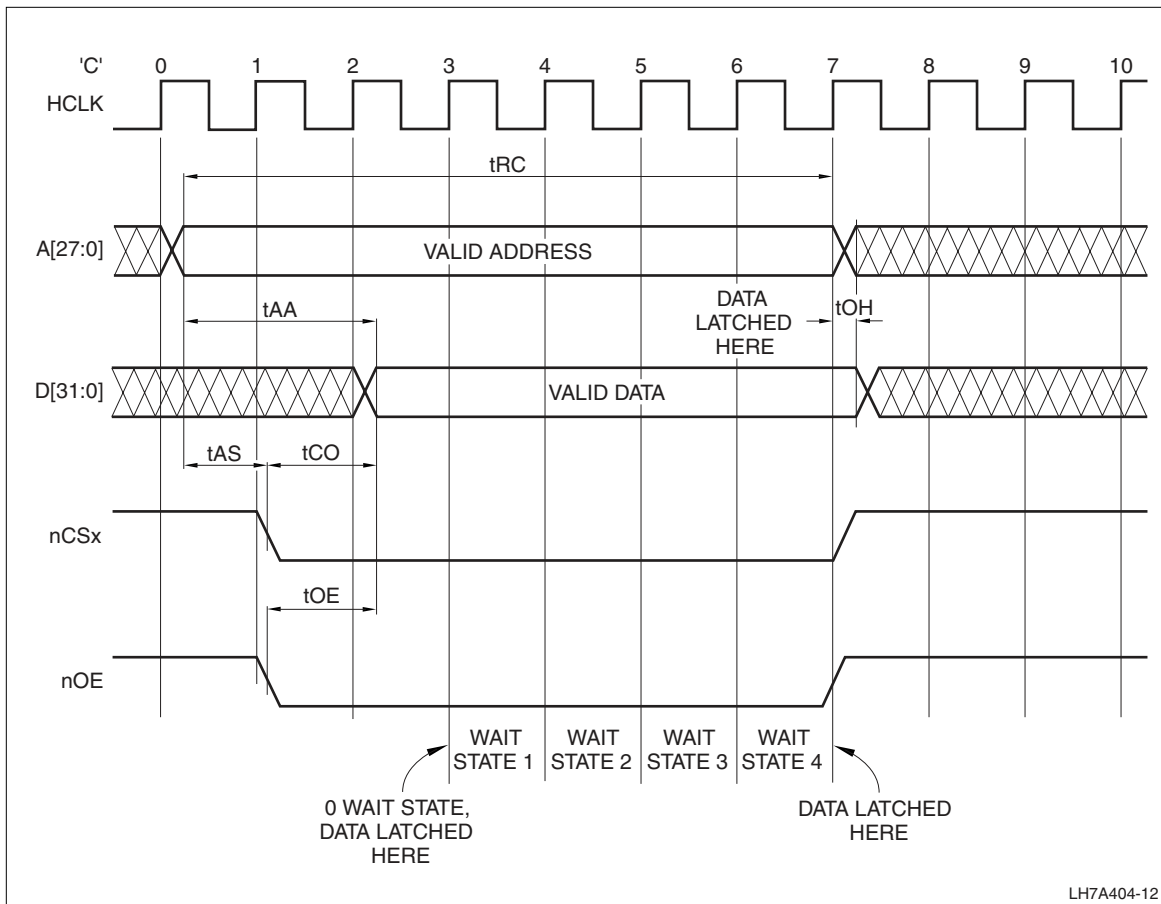 'C' 0 1 2 3 4 5 6 7 8 9 10
HCLK
tRC
A[27:0]
VALID ADDRESS
tAA
DATA
LATCHED
HERE
tOH
D[31:0]
VALID DATA
tAS
tCO
nCSx
tOE
nOE
WAIT
STATE 1
WAIT
STATE 2
WAIT
STATE 3
WAIT
STATE 4
0 WAIT STATE,
DATA LATCHED
HERE
DATA LATCHED
HERE
LH7A404-12